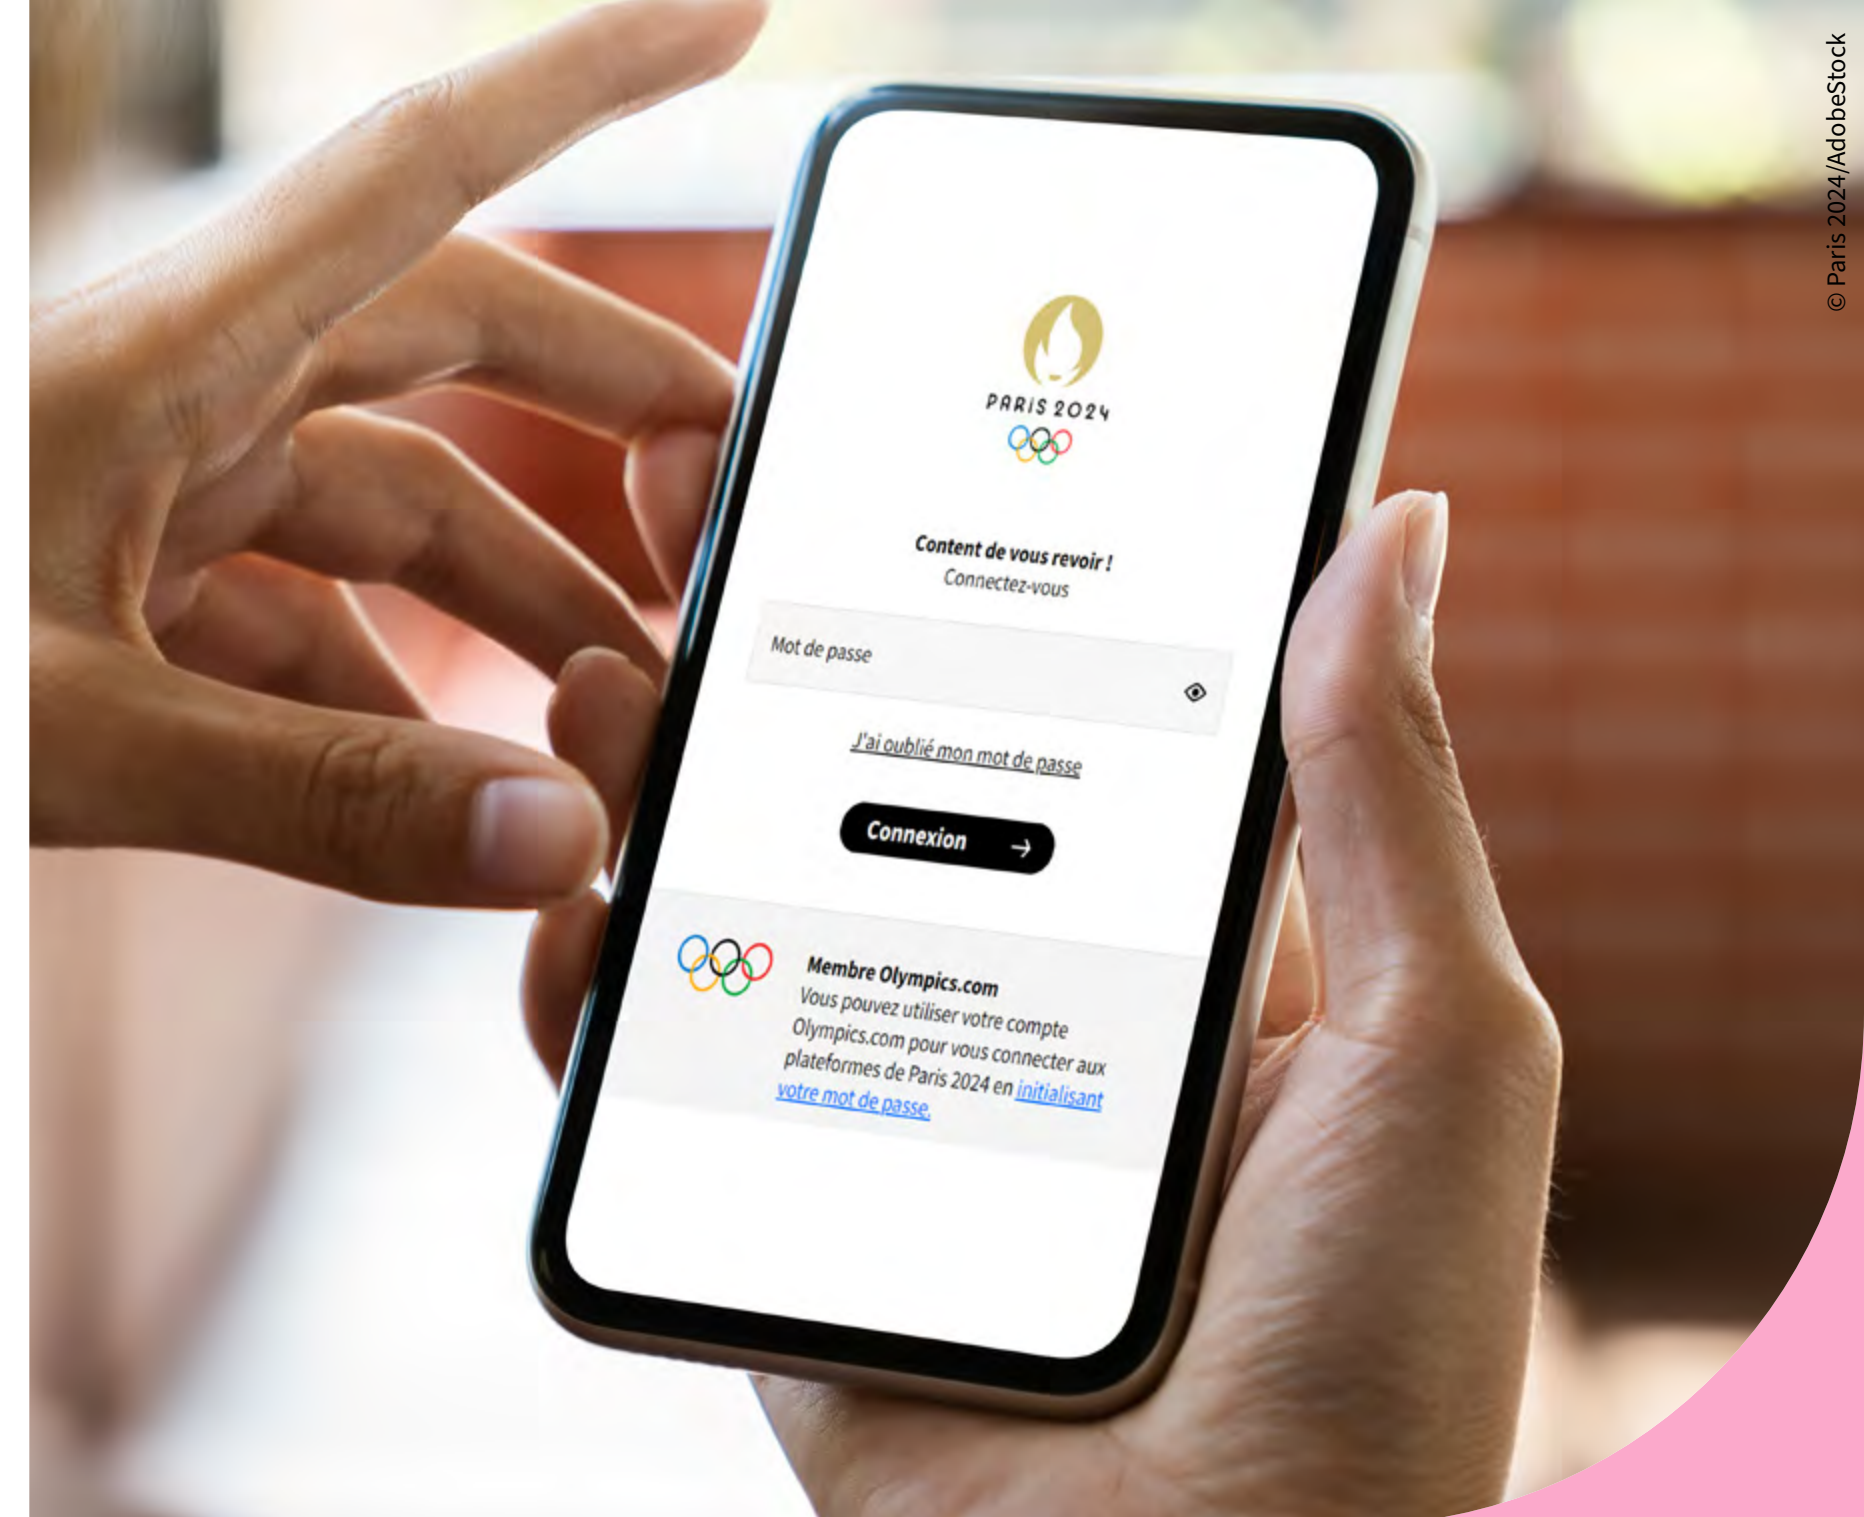 © Paris 2024/AdobeStock
PARIS 2024
Content de vous revoir !
Connectez-vous
Mot de passe
J'ai oublié mon mot de passe
Connexion →
Membre Olympics.com
Vous pouvez utiliser votre compte
Olympics.com pour vous connecter aux
plateformes de Paris 2024 en initialisant
votre mot de passe.